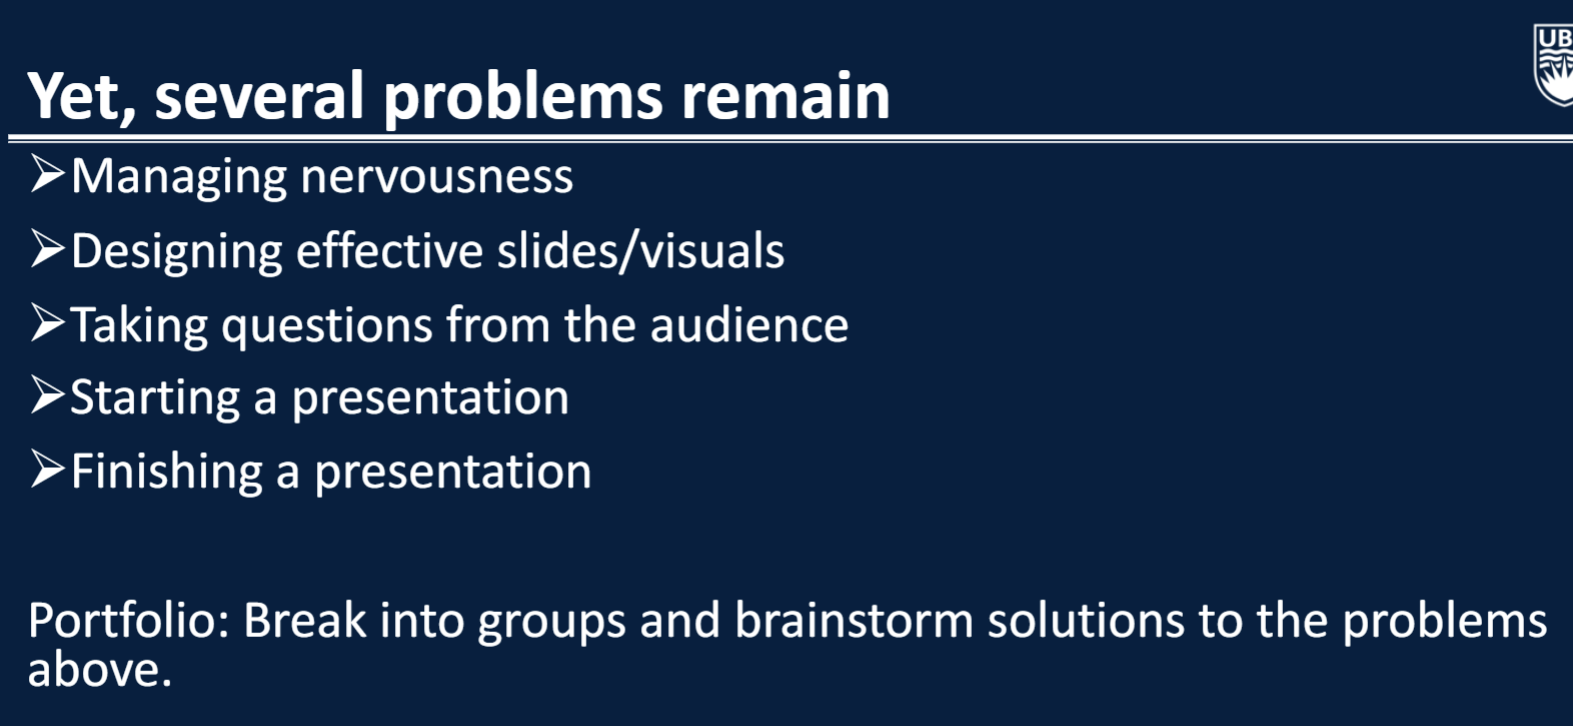 UB
Yet, several problems remain
➢Managing nervousness
➢Designing effective slides/visuals
➢Taking questions from the audience
➢Starting a presentation
➢Finishing a presentation
Portfolio: Break into groups and brainstorm solutions to the problems
above.